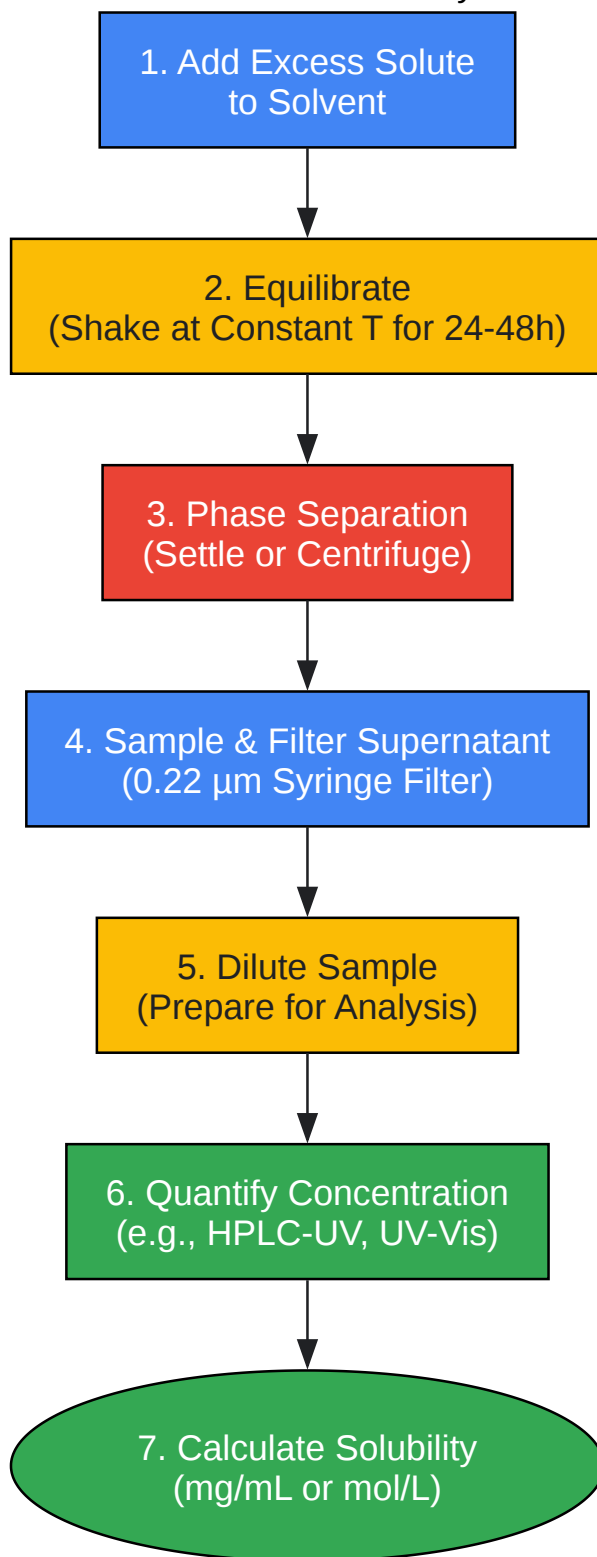 1. Add Excess Solute
to Solvent
2. Equilibrate
(Shake at Constant T for 24-48h)
3. Phase Separation
(Settle or Centrifuge)
4. Sample & Filter Supernatant
(0.22 µm Syringe Filter)
5. Dilute Sample
(Prepare for Analysis)
6. Quantify Concentration
(e.g., HPLC-UV, UV-Vis)
7. Calculate Solubility
(mg/mL or mol/L)